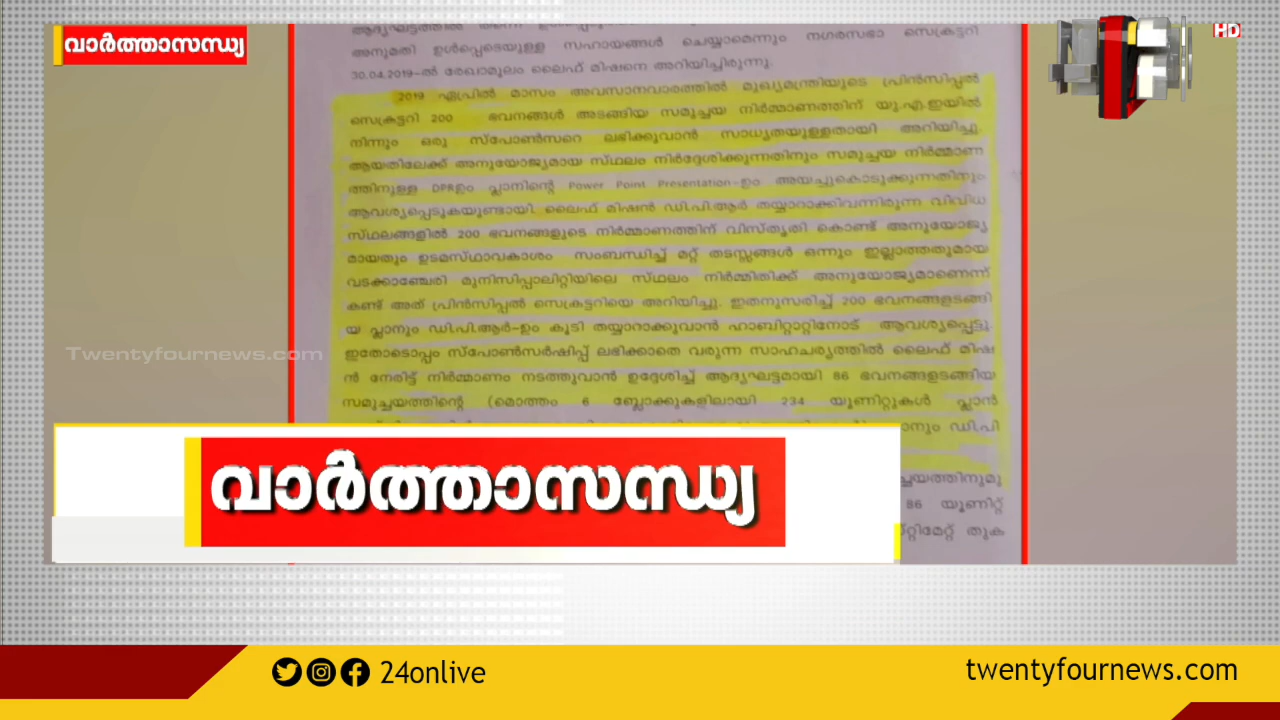 വാർത്താസന്ധ്യ
HD
അനുമതി ഉൾപ്പെടെയുള്ള സഹായങ്ങൾ ചെയ്യാമെന്നും നഗരസഭാ സെക്രട്ടറി
30.04.2019-ൽ രേഖാമൂലം ലൈഫ് മിഷനെ അറിയിച്ചിരുന്നു.
2019 ഏപ്രിൽ മാസം അവസാനവാരത്തിൽ മുഖ്യമന്ത്രിയുടെ പ്രിൻസിപ്പൽ
സെക്രട്ടറി 200 ഭവനങ്ങൾ അടങ്ങിയ സമുച്ചയ നിർമ്മാണത്തിന് യു.എ.ഇയിൽ
നിന്നും ഒരു സ്പോൺസറെ ലഭിക്കുവാൻ സാധ്യതയുള്ളതായി അറിയിച്ചു.
ആയതിലേക്ക് അനുയോജ്യമായ സ്ഥലം നിർദ്ദേശിക്കുന്നതിനും സമുച്ചയ നിർമ്മാണ
ത്തിനുള്ള DPRഉം പ്ലാനിന്റെ Power Point Presentation-ഉം അയച്ചുകൊടുക്കുന്നതിനും
ആവശ്യപ്പെടുകയുണ്ടായി. ലൈഫ് മിഷൻ ഡി.പി.ആർ തയ്യാറാക്കിവന്നിരുന്ന വിവിധ
സ്ഥലങ്ങളിൽ 200 ഭവനങ്ങളുടെ നിർമ്മാണത്തിന് വിസ്തൃതി കൊണ്ട് അനുയോജ്യ
മായതും ഉടമസ്ഥാവകാശം സംബന്ധിച്ച് മറ്റ് തടസ്സങ്ങൾ ഒന്നും ഇല്ലാത്തതുമായ
വടക്കാഞ്ചേരി മുനിസിപ്പാലിറ്റിയിലെ സ്ഥലം നിർമ്മിതിക്ക് അനുയോജ്യമാണെന്ന്
കണ്ട് അത് പ്രിൻസിപ്പൽ സെക്രട്ടറിയെ അറിയിച്ചു. ഇതനുസരിച്ച് 200 ഭവനങ്ങളടങ്ങി
യ പ്ലാനും ഡി.പി.ആർ-ഉം കൂടി തയ്യാറാക്കുവാൻ ഹാബിറ്റാറ്റിനോട് ആവശ്യപ്പെട്ടു.
ഇതോടൊപ്പം സ്പോൺസർഷിപ്പ് ലഭിക്കാതെ വരുന്ന സാഹചര്യത്തിൽ ലൈഫ് മിഷ
ൻ നേരിട്ട് നിർമ്മാണം നടത്തുവാൻ ഉദ്ദേശിച്ച് ആദ്യഘട്ടമായി 86 ഭവനങ്ങളടങ്ങിയ
സമുച്ചയത്തിന്റെ (മൊത്തം 6 ബ്ലോക്കുകളിലായി 234 യൂണിറ്റുകൾ പ്ലാൻ
ഡി.പി
86 യൂണിറ്റ്
തുക
Twentyfournews.com
വാർത്താസന്ധ്യ
24onlive
twentyfournews.com